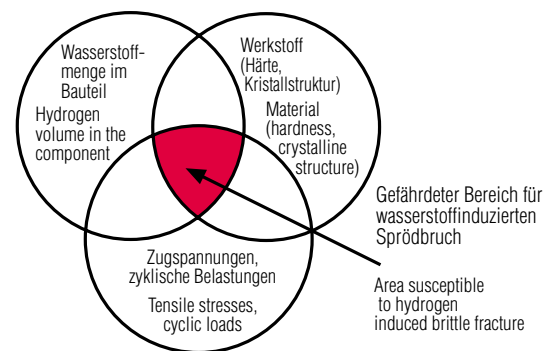 Wasserstoff-
menge im
Bauteil
Hydrogen
volume in the
component
Werkstoff
(Härte,
Kristallstruktur)
Material
(hardness,
crystalline
structure)
Zugspannungen,
zyklische Belastungen
Tensile stresses,
cyclic loads
Gefährdeter Bereich für
wasserstoffinduzierten
Sprödbruch
Area susceptible
to hydrogen
induced brittle fracture